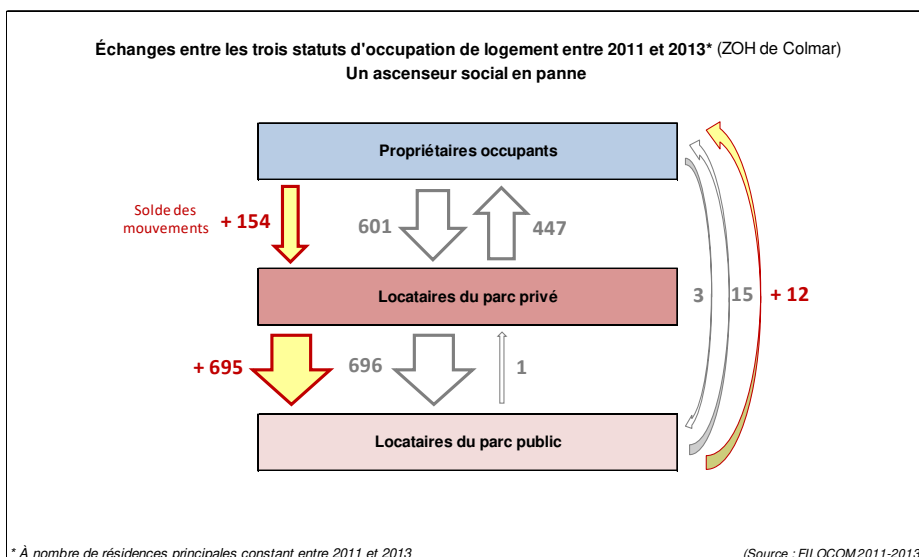 Échanges entre les trois statuts d'occupation de logement entre 2011 et 2013* (ZOH de Colmar)
Un ascenseur social en panne
Propriétaires occupants
Solde des
mouvements
+ 154
601
447
Locataires du parc privé
3
15
+ 12
+ 695
696
1
Locataires du parc public
* À nombre de résidences principales constant entre 2011 et 2013
(Source : FILOCOM 2011-2013